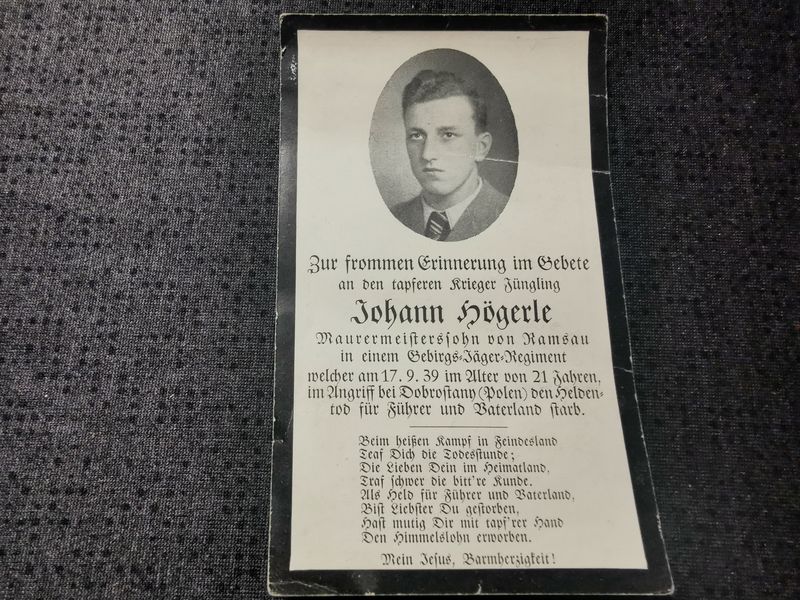 Zur frommen Erinnerung im Gebete
an den tapferen Krieger Jüngling
Johann Högerle
Maurermeisterssohn von Ramsau
in einem Gebirgs-Jäger-Regiment
welcher am 17. 9. 39 im Alter von 21 Jahren,
im Angriff bei Dobrostany (Polen) den Helden-
tod für Führer und Vaterland starb.
Beim heißen Kampf in Feindesland
Teaf Dich die Todesstunde;
Die Lieben Dein im Heimatland,
Traf schwer die bitt're Kunde.
Als Held für Führer und Vaterland,
Bist Liebster Du gestorben,
Hast mutig Dir mit tapf'rer Hand
Den Himmelslohn erworben.
Mein Jesus, Barmherzigkeit!